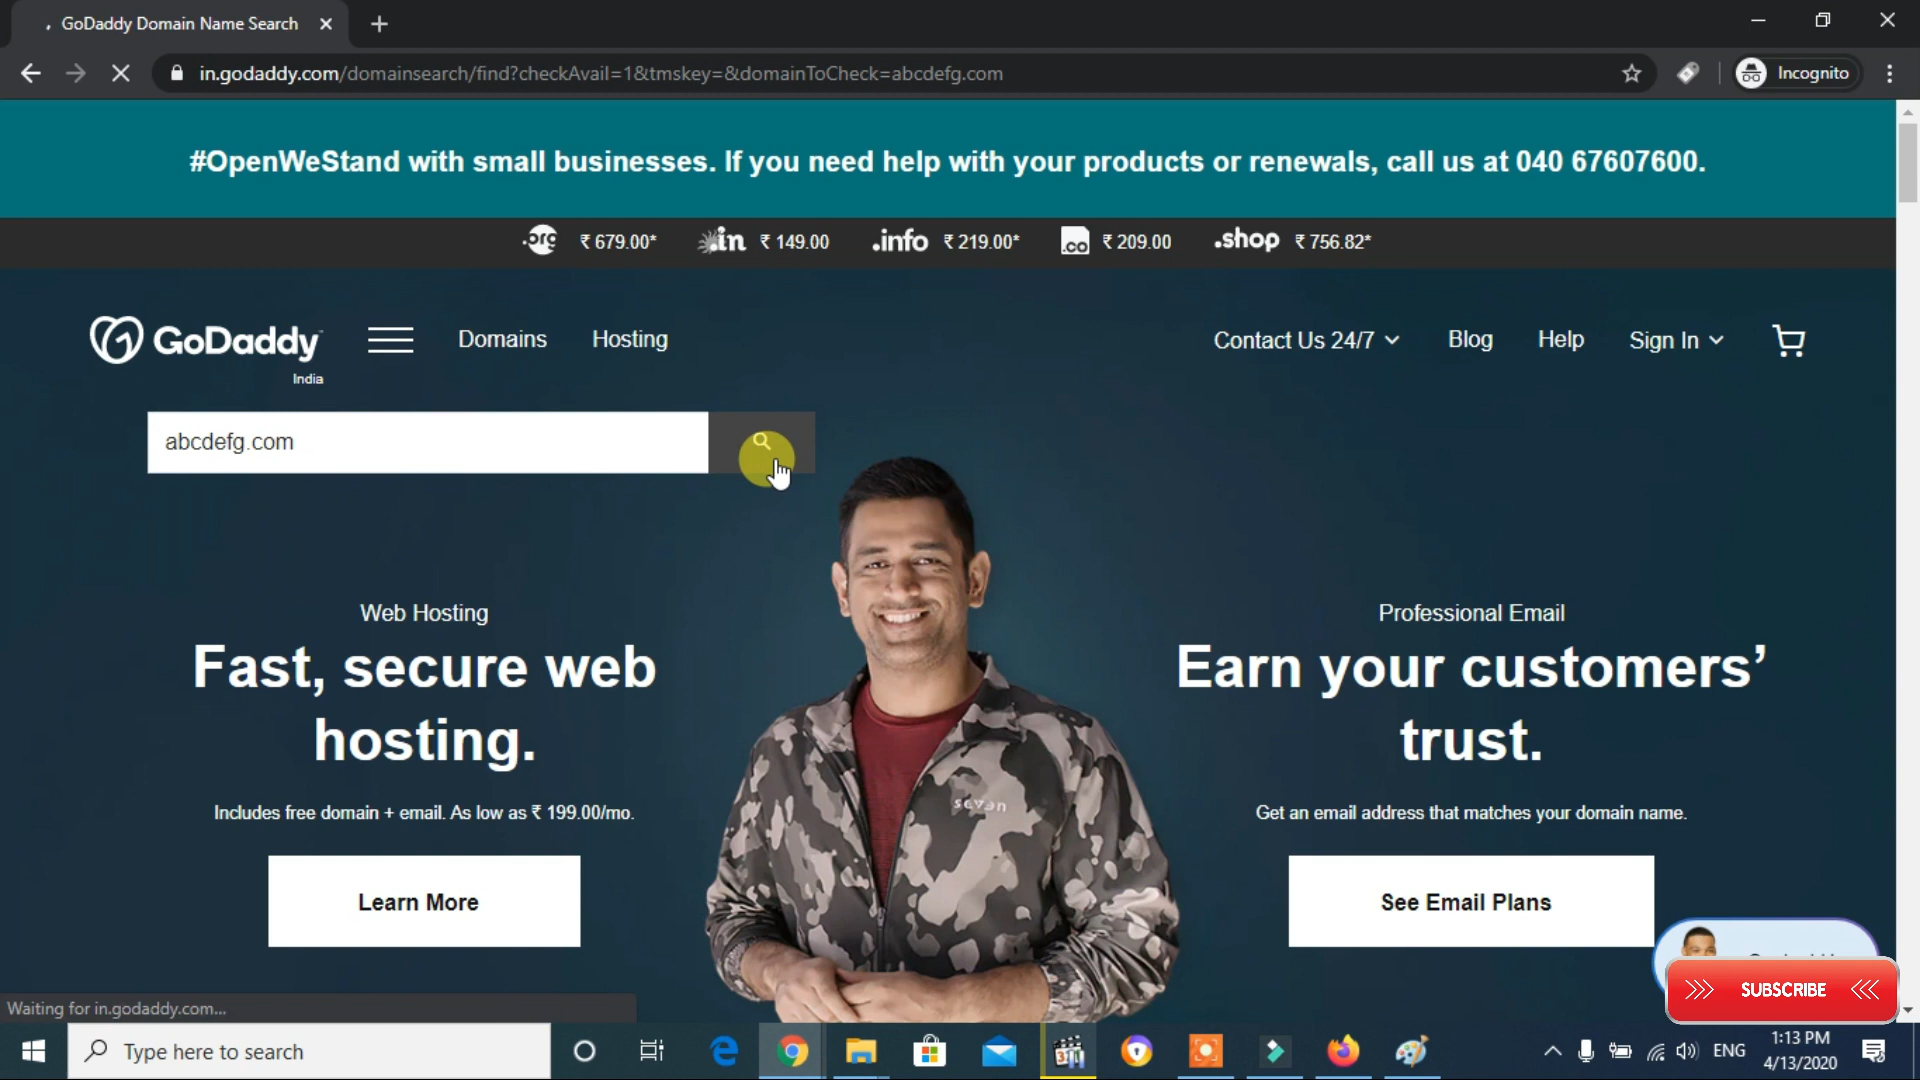 GoDaddy Domain Name Search
in.godaddy.com/domainsearch/find?checkAvail=1&tmskey=&domainToCheck=abcdefg.com
Incognito
#OpenWeStand with small businesses. If you need help with your products or renewals, call us at 040 67607600.
.org ₹ 679.00* .in ₹ 149.00 .info ₹ 219.00* .co ₹ 209.00 .shop ₹ 756.82*
GoDaddy
India
Domains
Hosting
Contact Us 24/7
Blog
Help
Sign In
abcdefg.com
Web Hosting
Fast, secure web
hosting.
Includes free domain + email. As low as ₹ 199.00/mo.
Learn More
seven
Professional Email
Earn your customers’
trust.
Get an email address that matches your domain name.
See Email Plans
SUBSCRIBE
Waiting for in.godaddy.com...
Type here to search
ENG
1:13 PM
4/13/2020